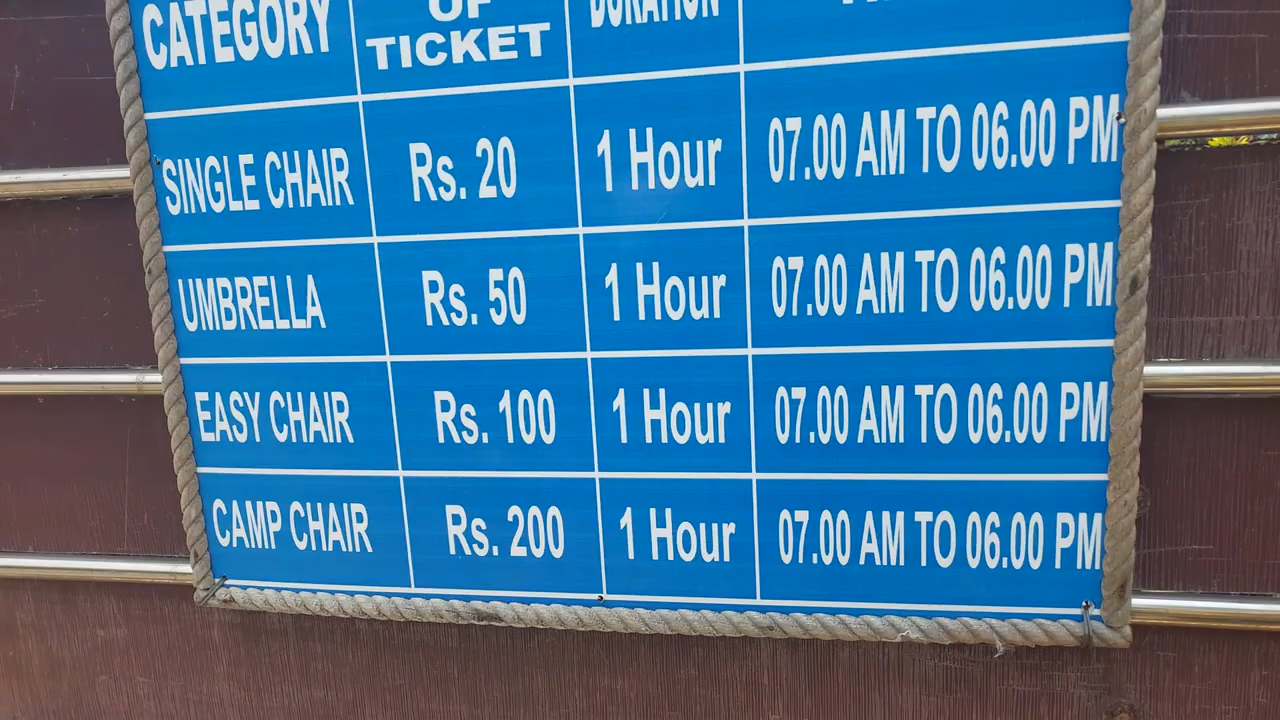 CATEGORY OF TICKET DURATION
SINGLE CHAIR Rs. 20 1 Hour 07.00 AM TO 06.00 PM
UMBRELLA Rs. 50 1 Hour 07.00 AM TO 06.00 PM
EASY CHAIR Rs. 100 1 Hour 07.00 AM TO 06.00 PM
CAMP CHAIR Rs. 200 1 Hour 07.00 AM TO 06.00 PM